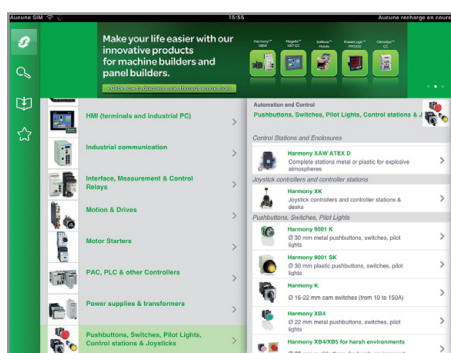 Aucune SIM
15:55
Aucune recharge en cours
Make your life easier with our
innovative products
for machine builders and
panel builders.
Harmony™
Magelis™
SoMove™
Mobile
PowerLogic™
HMI (terminals and industrial PC)
Industrial communication
Interface, Measurement & Control
Relays
Motion & Drives
Motor Starters
PAC, PLC & other Controllers
Power supplies & transformers
Pushbuttons, Switches, Pilot Lights,
Control stations & Joysticks
Automation and Control
Pushbuttons, Switches, Pilot Lights, Control stations & J
Control Stations and Enclosures
Harmony XAW ATEX D
Complete stations metal or plastic for explosive
atmospheres
Joystick controllers and controller stations
Harmony XK
Joystick controllers and controller stations &
desks
Pushbuttons, Switches, Pilot Lights
Harmony 9001 K
Ø 30 mm metal pushbuttons, switches, pilot
lights
Harmony 9001 SK
Ø 30 mm plastic pushbuttons, switches, pilot
lights
Harmony K
Ø 16-22 mm cam switches (from 10 to 150A)
Harmony XB4
Ø 22 mm metal pushbuttons, switches, pilot
lights
Harmony XB4/XB5 for harsh environments